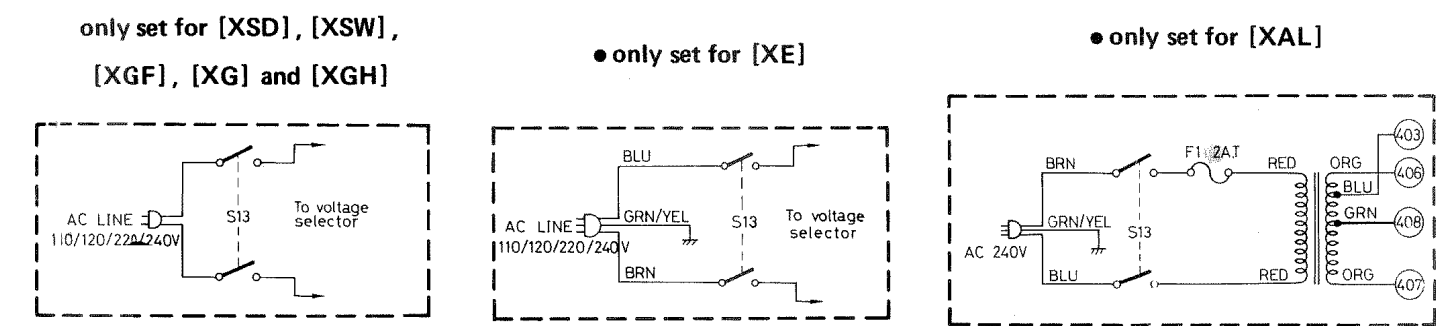 only set for [XSD], [XSW],
[XGF], [XG] and [XGH]
AC LINE
110/120/220/240V
S13
To voltage
selector
● only set for [XE]
BLU
AC LINE
GRN/YEL
110/120/220/240V
S13
To voltage
selector
BRN
● only set for [XAL]
BRN
F1 2AT
RED
ORG
403
406
BLU
GRN
408
GRN/YEL
S13
AC 240V
BLU
RED
ORG
407